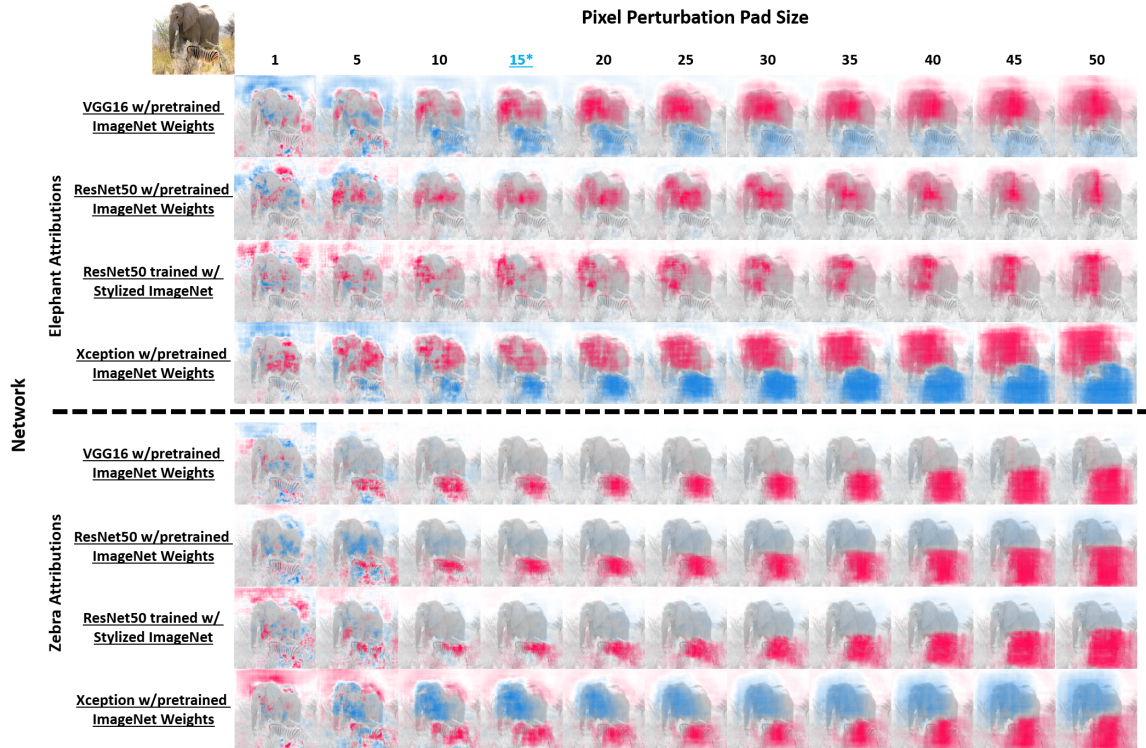 Pixel Perturbation Pad Size
1 5 10 15* 20 25 30 35 40 45 50
Network
Elephant Attributions
VGG16 w/pretrained
ImageNet Weights
ResNet50 w/pretrained
ImageNet Weights
ResNet50 trained w/
Stylized ImageNet
Xception w/pretrained
ImageNet Weights
Zebra Attributions
VGG16 w/pretrained
ImageNet Weights
ResNet50 w/pretrained
ImageNet Weights
ResNet50 trained w/
Stylized ImageNet
Xception w/pretrained
ImageNet Weights